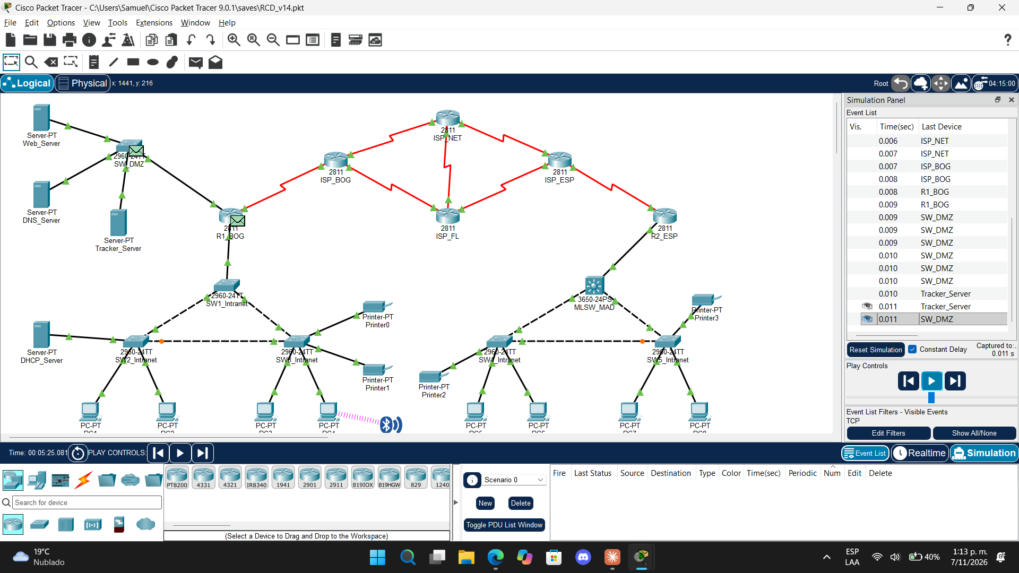 Cisco Packet Tracer - C:\Users\Samuel\Cisco Packet Tracer 9.0.1\saves\RCD_v14.pkt
File Edit Options View Tools Extensions Window Help
Logical Physical x: 1441, y: 216 Root 04:15:00
Simulation Panel
Event List
Vis. Time(sec) Last Device
0.006 ISP_NET
0.007 ISP_NET
0.007 ISP_BOG
0.008 ISP_BOG
0.008 R1_BOG
0.009 R1_BOG
0.009 SW_DMZ
0.009 SW_DMZ
0.009 SW_DMZ
0.010 SW_DMZ
0.010 SW_DMZ
0.010 SW_DMZ
0.010 Tracker_Server
0.011 Tracker_Server
0.011 SW_DMZ
Reset Simulation Constant Delay Captured to:
0.011 s
Play Controls
Event List Filters - Visible Events
TCP
Edit Filters Show All/None
Server-PT
Web_Server
SW_DMZ
Server-PT
DNS_Server
Server-PT
Tracker_Server
2811
R1_BOG
2811
ISP_BOG
2811
ISP_NET
2811
ISP_ESP
2811
ISP_FL
2811
R2_ESP
2960-24TT
SW1_Intranet
3650-24PS
MLSW_MAD
Printer-PT
Printer0
Printer-PT
Printer3
Server-PT
DHCP_Server
Printer-PT
Printer1
Printer-PT
Printer2
PC-PT
PC-PT
PC-PT
PC-PT
PC-PT
PC-PT
PC-PT
PC-PT
Time: 00:05:25.081 PLAY CONTROLS: Event List Realtime Simulation
PT8200 4331 4321 IR8340 1941 2901 2911 819IOX 819HGW 829 1240
Search for device
(Select a Device to Drag and Drop to the Workspace)
Scenario 0
New Delete
Toggle PDU List Window
Fire Last Status Source Destination Type Color Time(sec) Periodic Num Edit Delete
19°C
Nublado
ESP
LAA
40%
1:13 p. m.
7/11/2026